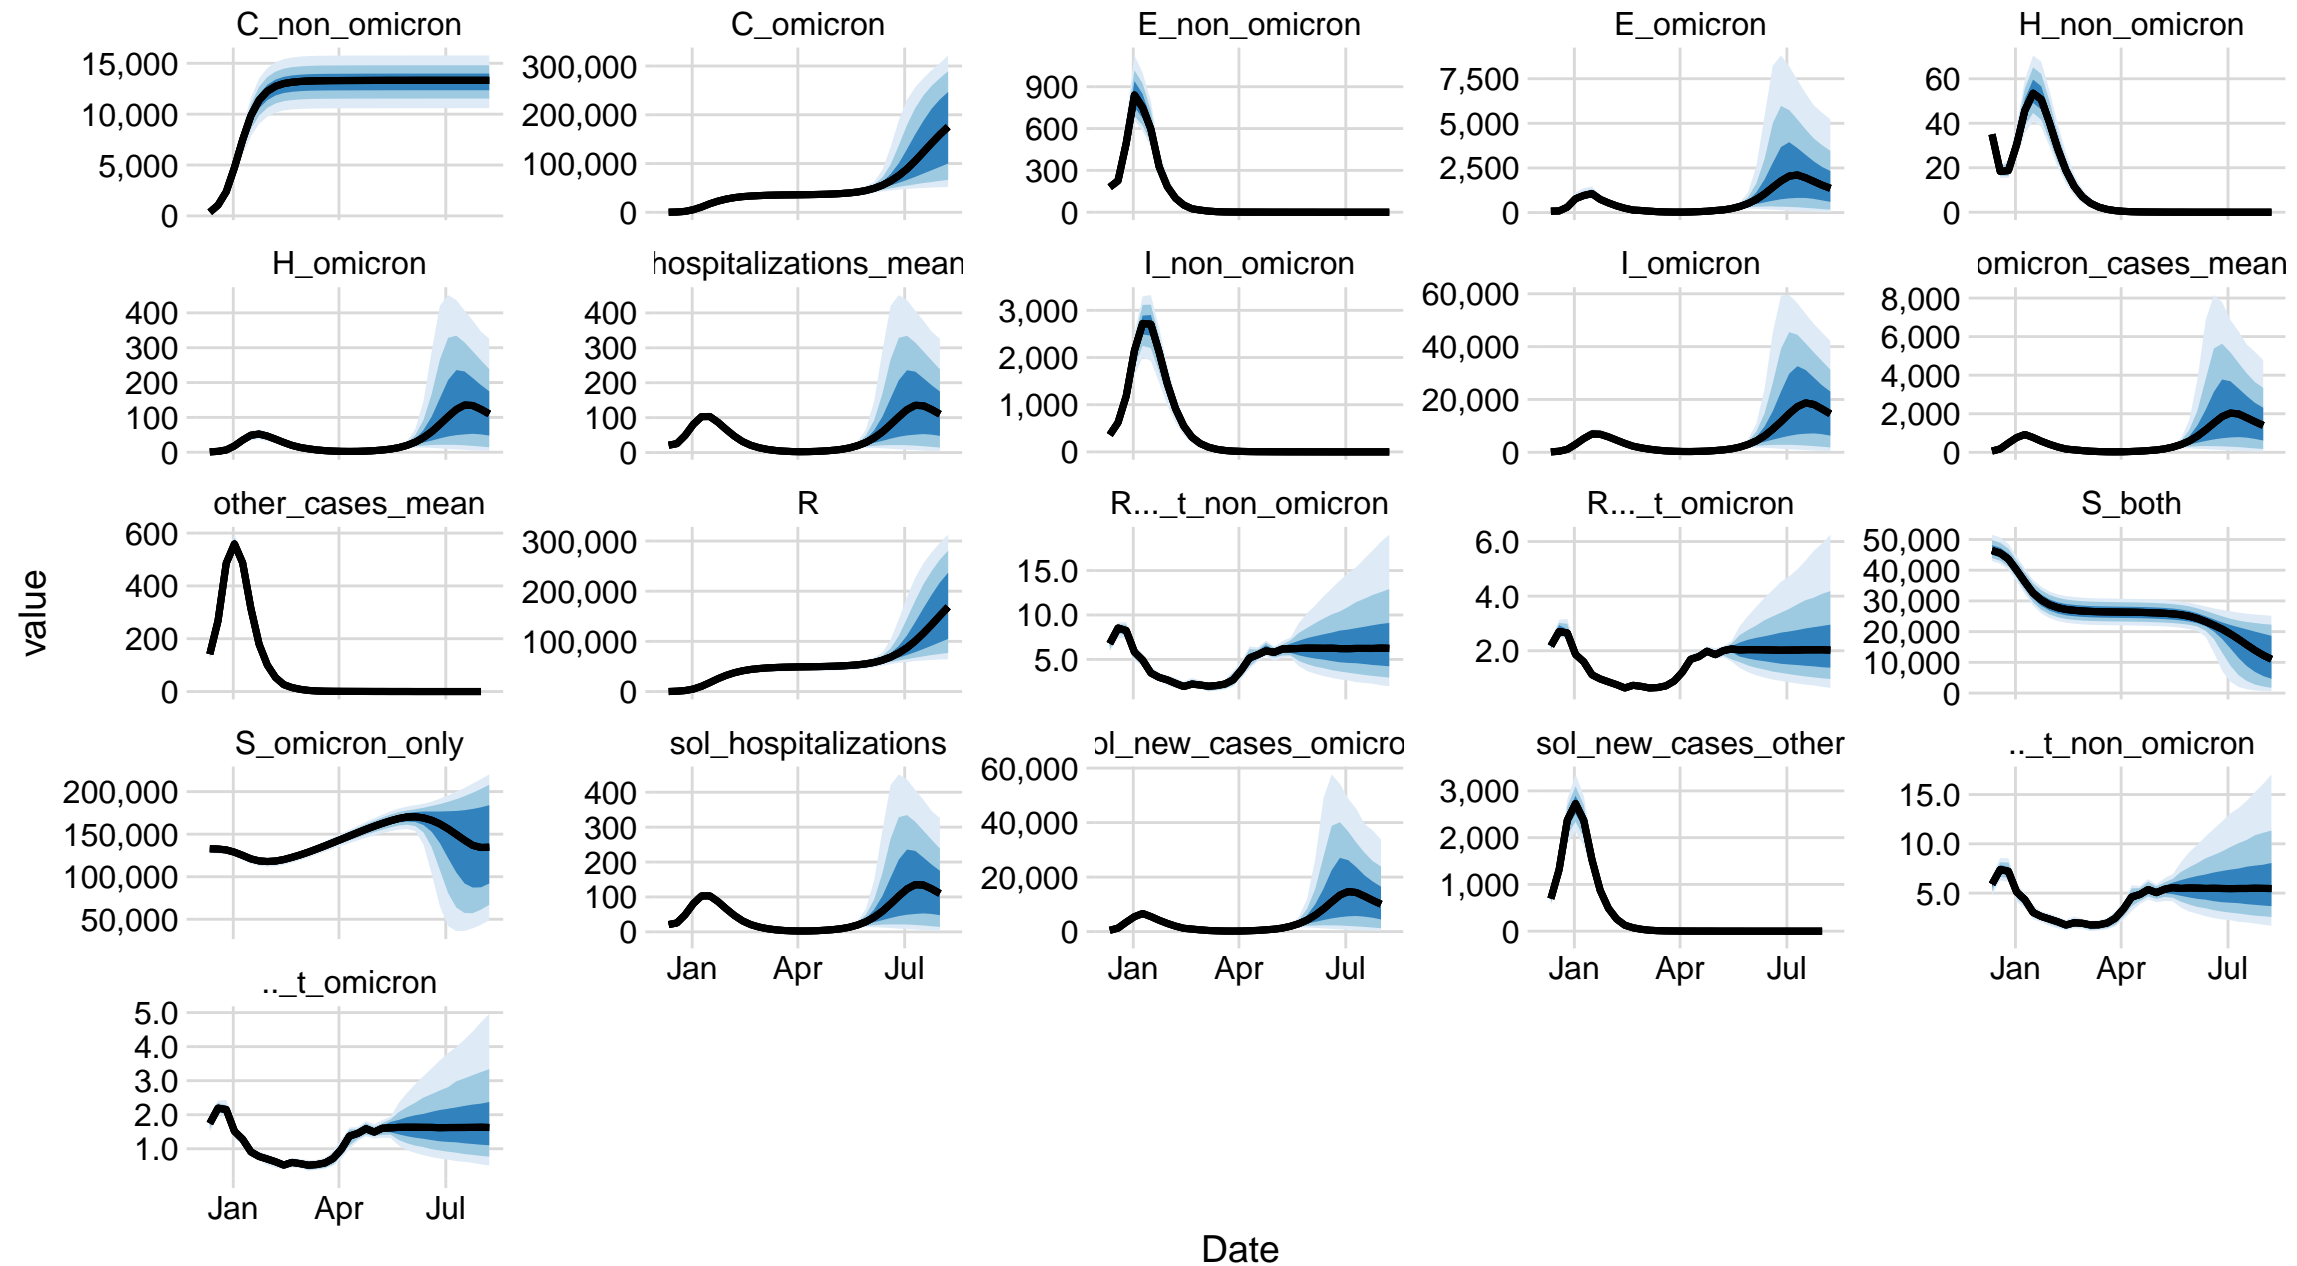 C_non_omicron C_omicron E_non_omicron E_omicron H_non_omicron
15,000 10,000 5,000 0
300,000 200,000 100,000 0
900 600 300 0
7,500 5,000 2,500 0
60 40 20 0
H_omicron hospitalizations_mean I_non_omicron I_omicron omicron_cases_mean
400 300 200 100 0
400 300 200 100 0
3,000 2,000 1,000 0
60,000 40,000 20,000 0
8,000 6,000 4,000 2,000 0
other_cases_mean R R..._t_non_omicron R..._t_omicron S_both
600 400 200 0
300,000 200,000 100,000 0
15.0 10.0 5.0
6.0 4.0 2.0
50,000 40,000 30,000 20,000 10,000 0
S_omicron_only sol_hospitalizations ol_new_cases_omicro sol_new_cases_other .._t_non_omicron
200,000 150,000 100,000 50,000
400 300 200 100 0
60,000 40,000 20,000 0
3,000 2,000 1,000 0
15.0 10.0 5.0
Jan Apr Jul
Jan Apr Jul
Jan Apr Jul
Jan Apr Jul
.._t_omicron
5.0 4.0 3.0 2.0 1.0
Jan Apr Jul
value
Date